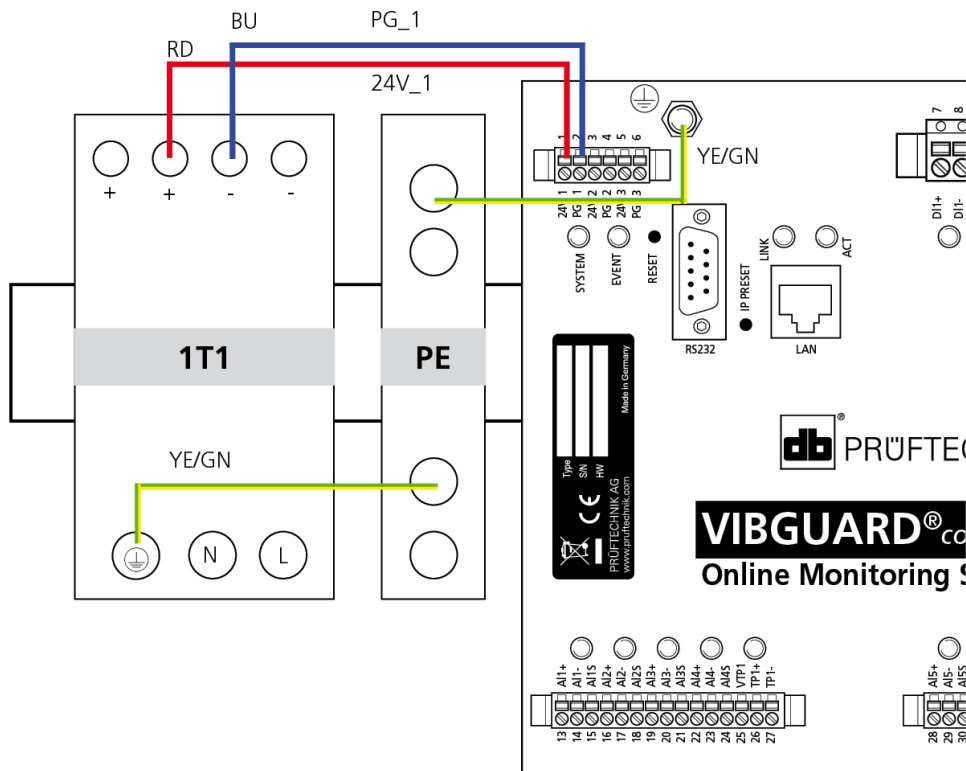 BU
PG_1
RD
24V_1
YE/GN
1 2 3 4 5 6
24V 1
PG 1
24V 2
PG 2
24V 3
PG 3
7 8
DI1+
DI1-
+ + - -
SYSTEM
EVENT
RESET
LINK
ACT
IP PRESET
RS232
LAN
1T1
PE
Made in Germany
Type
S/N
HW
CE
PRÜFTECHNIK AG
www.pruftechnik.com
db® PRÜFTEC
YE/GN
N
L
VIBGUARD® co
Online Monitoring S
AI1+
AI1-
AI1S
AI2+
AI2-
AI2S
AI3+
AI3-
AI3S
AI4+
AI4-
AI4S
VTP1
TP1+
TP1-
AI5+
AI5-
AI5S
13 14 15 16 17 18 19 20 21 22 23 24 25 26 27
28 29 30